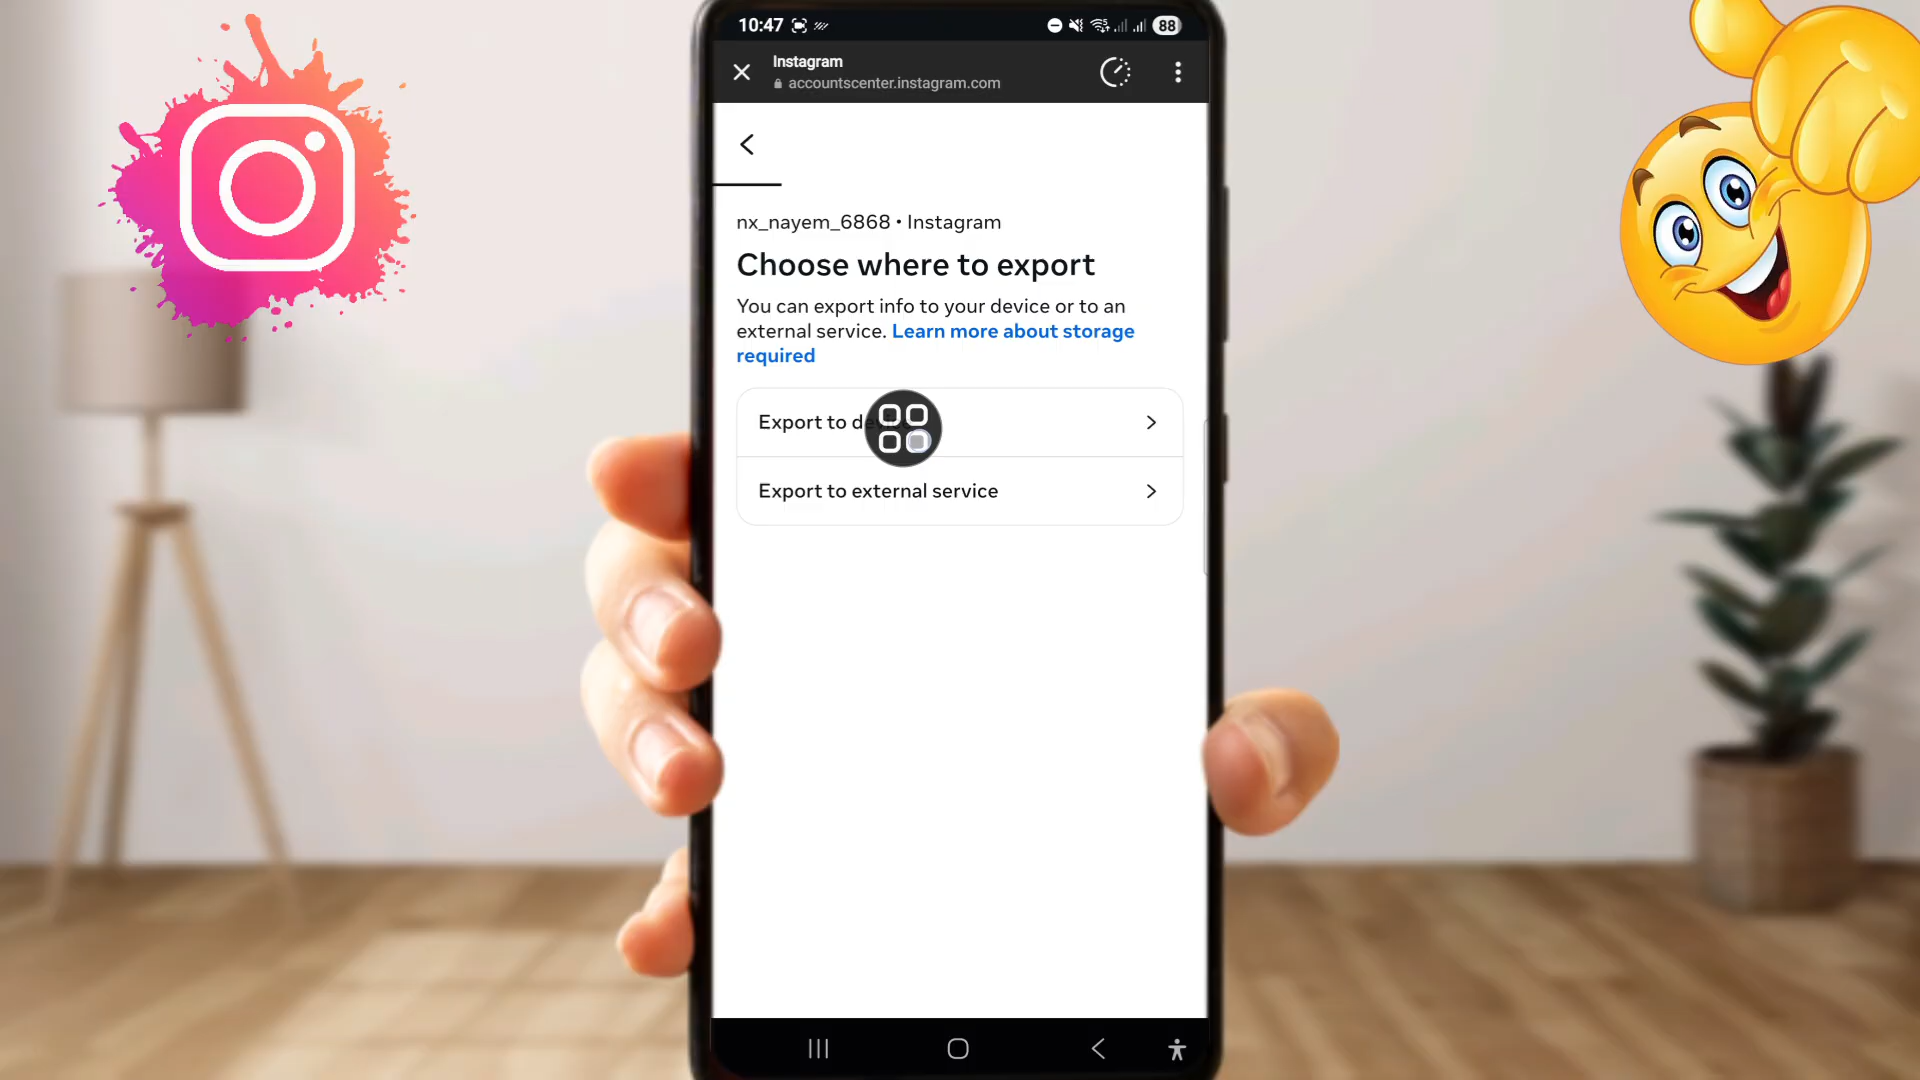 10:47
88
Instagram
accountscenter.instagram.com
nx_nayem_6868 • Instagram
Choose where to export
You can export info to your device or to an
external service. Learn more about storage
required
Export to
Export to external service